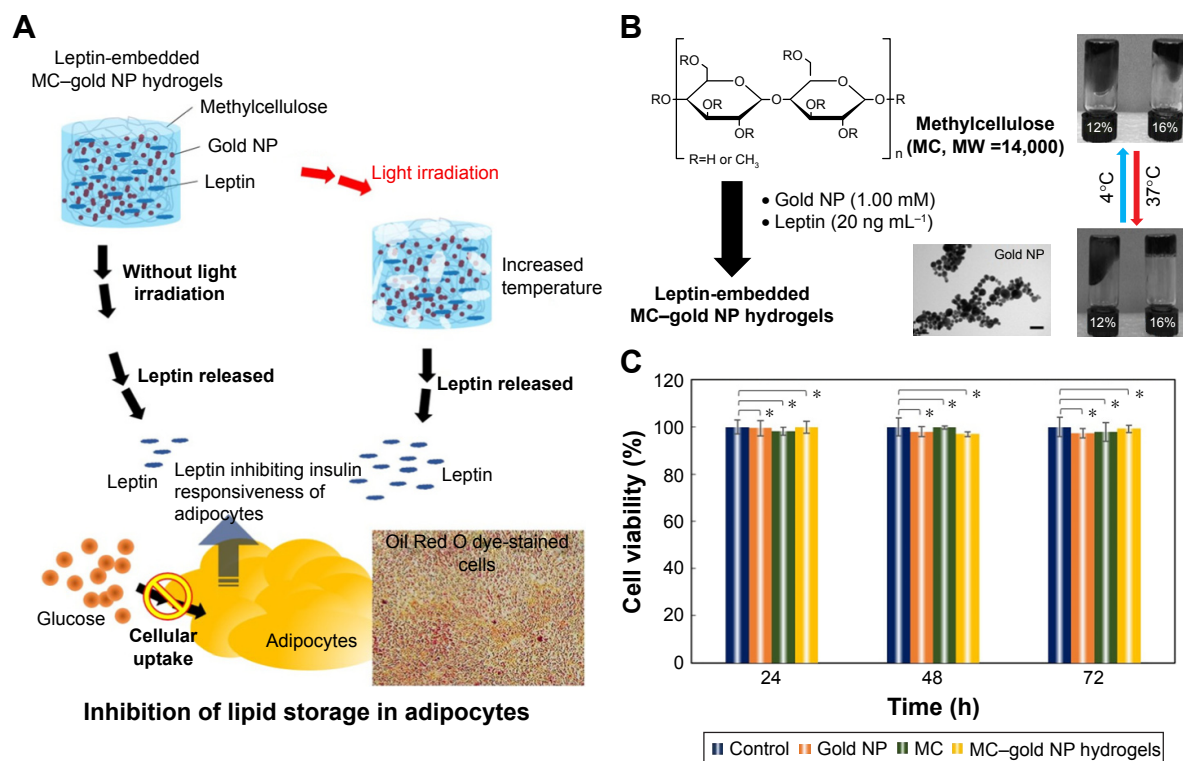 A
Leptin-embedded
MC–gold NP hydrogels
Methylcellulose
Gold NP
Leptin
Light irradiation
Without light
irradiation
Increased
temperature
Leptin released
Leptin released
Leptin
Leptin inhibiting insulin
responsiveness of
adipocytes
Leptin
Glucose
Cellular
uptake
Adipocytes
Oil Red O dye-stained
cells
Inhibition of lipid storage in adipocytes
B
RO
RO
RO
O
O
RO
OR
O
O
OR
RO
OR
O
R
n
R=H or CH₃
Methylcellulose
(MC, MW =14,000)
• Gold NP (1.00 mM)
• Leptin (20 ng mL⁻¹)
Leptin-embedded
MC–gold NP hydrogels
Gold NP
12%
16%
4°C
37°C
12%
16%
C
Cell viability (%)
120
100
80
60
40
20
0
* * *
* * *
* * *
24
48
72
Time (h)
Control
Gold NP
MC
MC–gold NP hydrogels